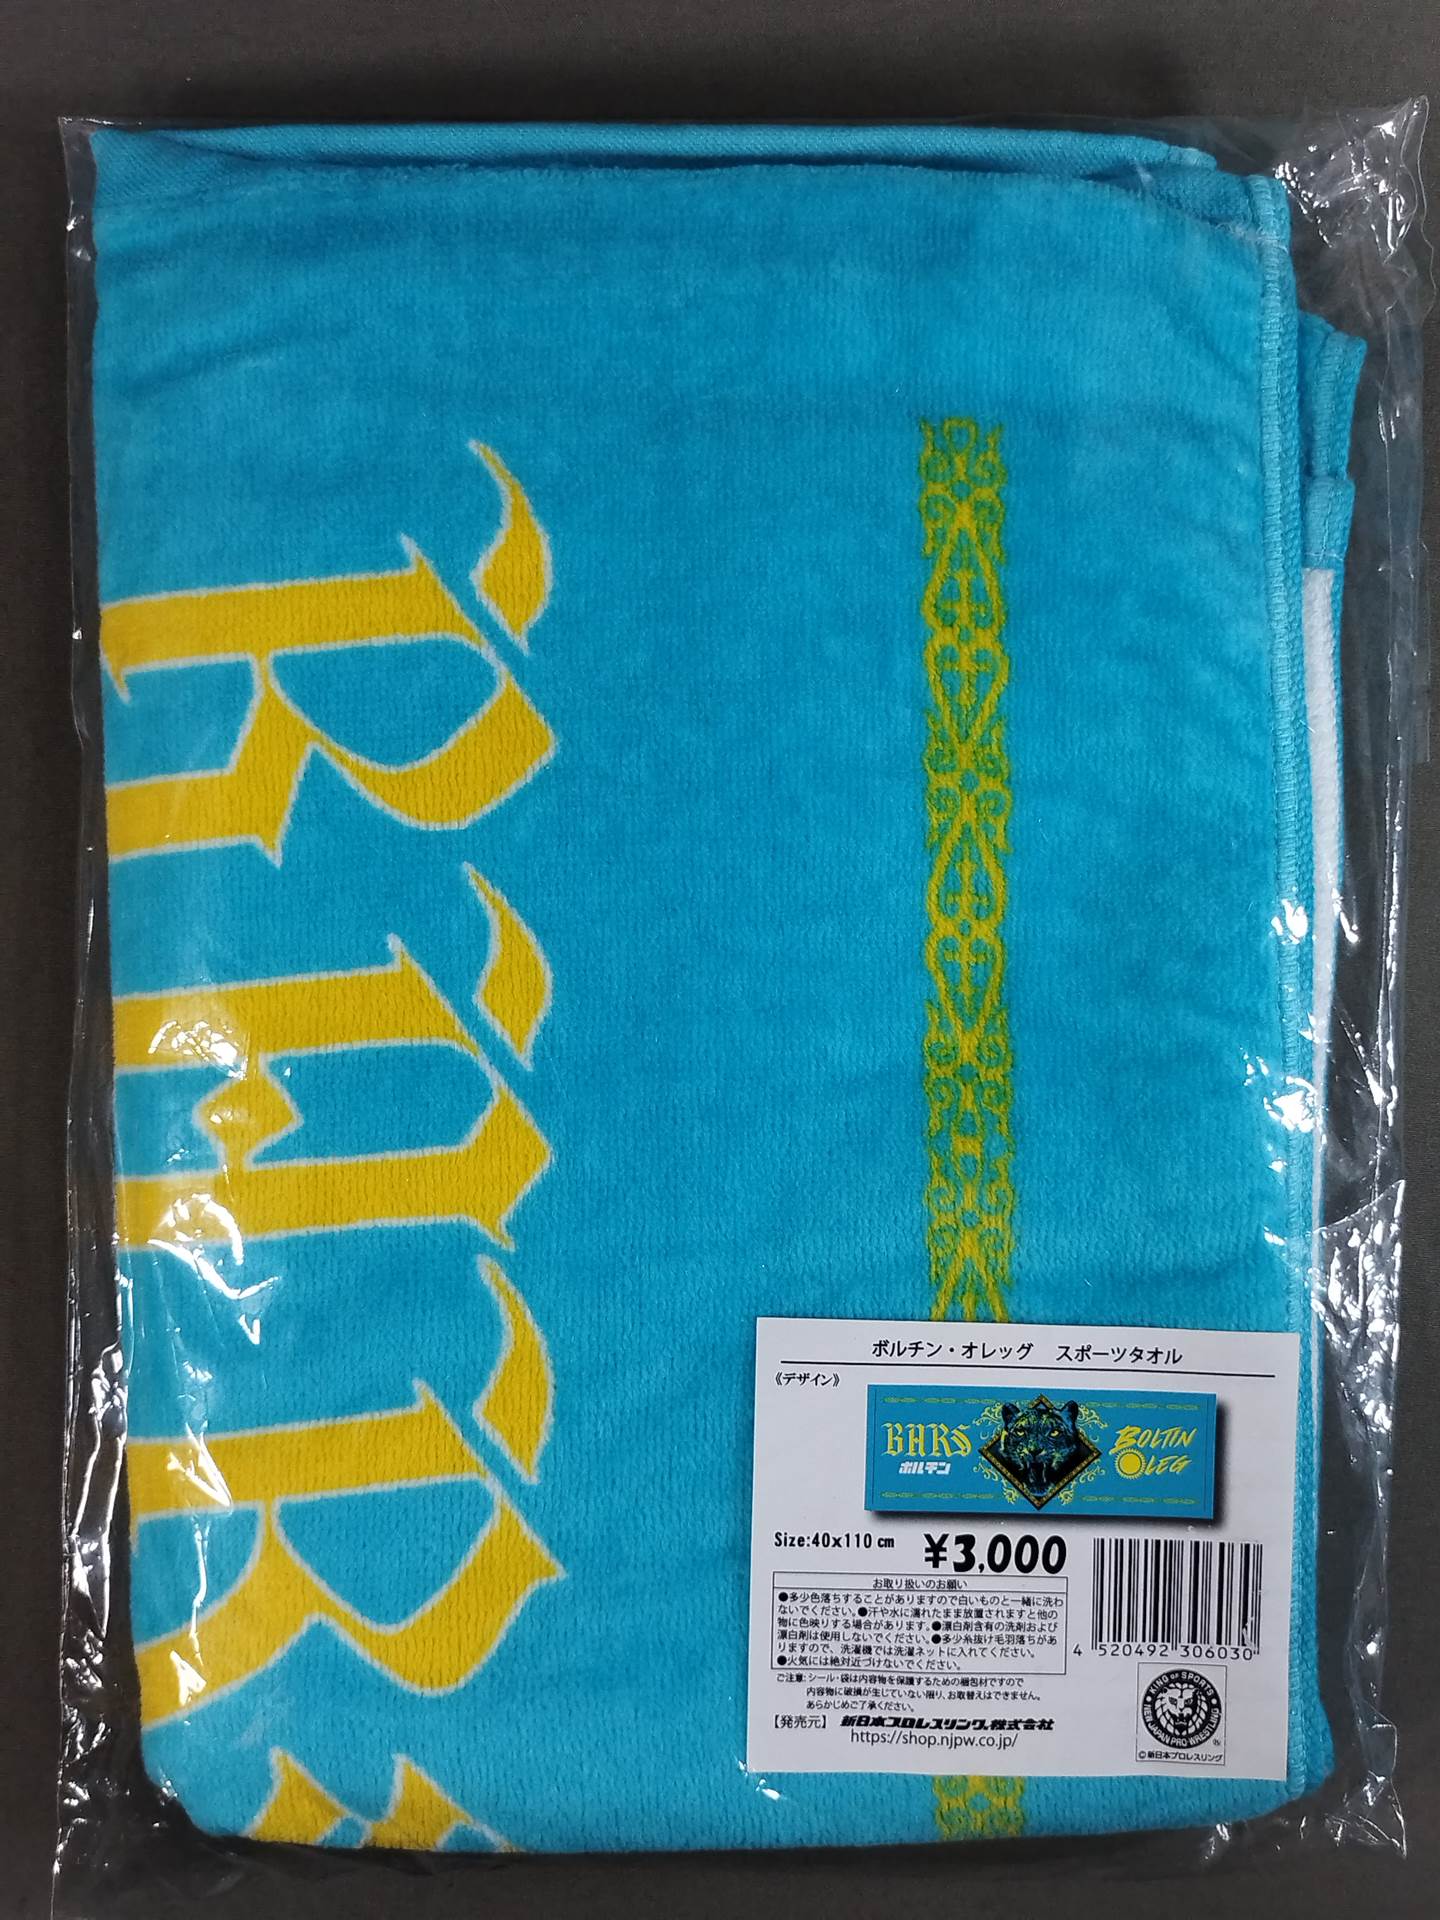 BARS
ボルチン・オレッグ　スポーツタオル
《デザイン》
BARS
ボルチン
BOLTIN
OLEG
Size:40x110㎝
¥3,000
お取り扱いのお願い
●多少色落ちすることがありますので白いものと一緒に洗わ
ないでください。●汗や水に濡れたまま放置されますと他の
物に色映りする場合があります。●漂白剤含有の洗剤および
漂白剤は使用しないでください。●多少糸抜け毛羽落ちがあ
りますので、洗濯機では洗濯ネットに入れてください。
●火気には絶対近づけないでください。
4 520492 306030
ご注意：シール・袋は内容物を保護するための梱包材ですので
内容物に破損が生じていない限り、お取替えはできません。
あらかじめご了承ください。
【発売元】 新日本プロレスリング株式会社
https://shop.njpw.co.jp/
KING OF SPORTS
NEW JAPAN PRO-WRESTLING
©新日本プロレスリング